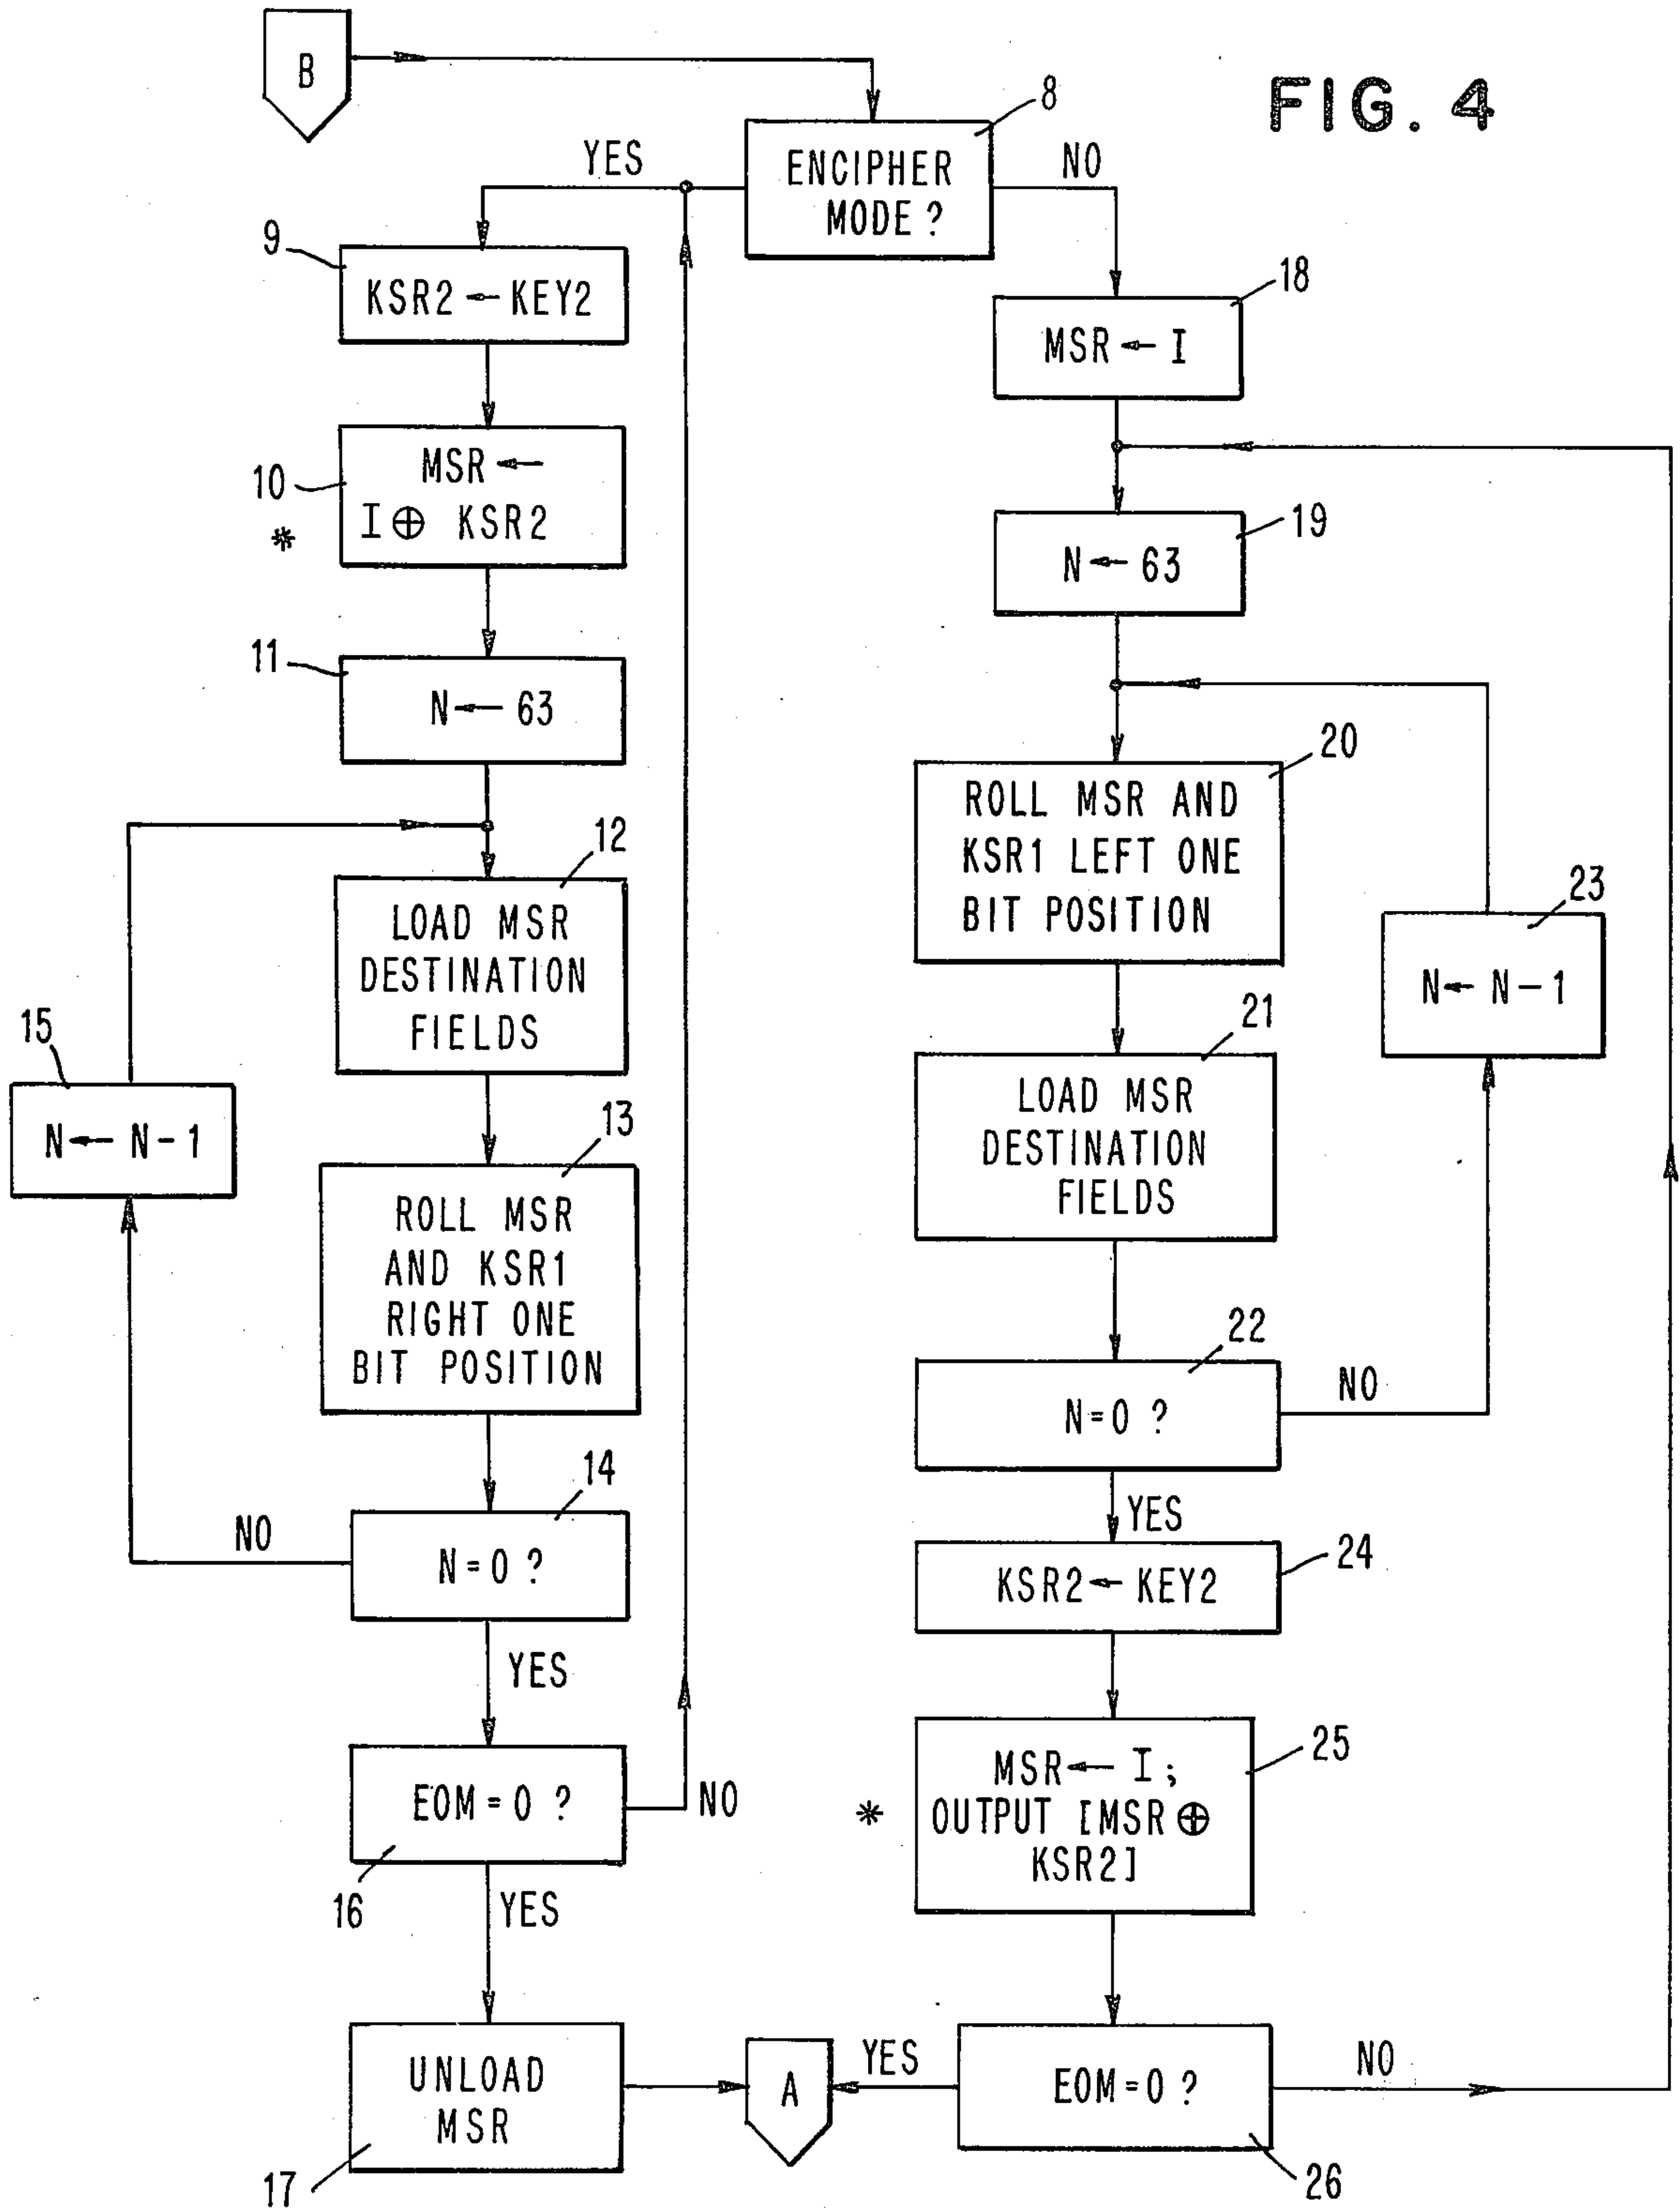 B
FIG. 4
8
ENCIPHER
MODE ?
YES
NO
9
KSR2 ← KEY2
18
MSR ← I
10
MSR ←
I ⊕ KSR2
*
19
N ← 63
11
N ← 63
20
ROLL MSR AND
KSR1 LEFT ONE
BIT POSITION
12
LOAD MSR
DESTINATION
FIELDS
23
N ← N - 1
15
N ← N - 1
21
LOAD MSR
DESTINATION
FIELDS
13
ROLL MSR
AND KSR1
RIGHT ONE
BIT POSITION
22
N = 0 ?
NO
14
N = 0 ?
NO
YES
YES
24
KSR2 ← KEY2
16
EOM = 0 ?
NO
YES
25
MSR ← I ;
OUTPUT [MSR ⊕
KSR2]
*
17
UNLOAD
MSR
A
YES
EOM = 0 ?
NO
26